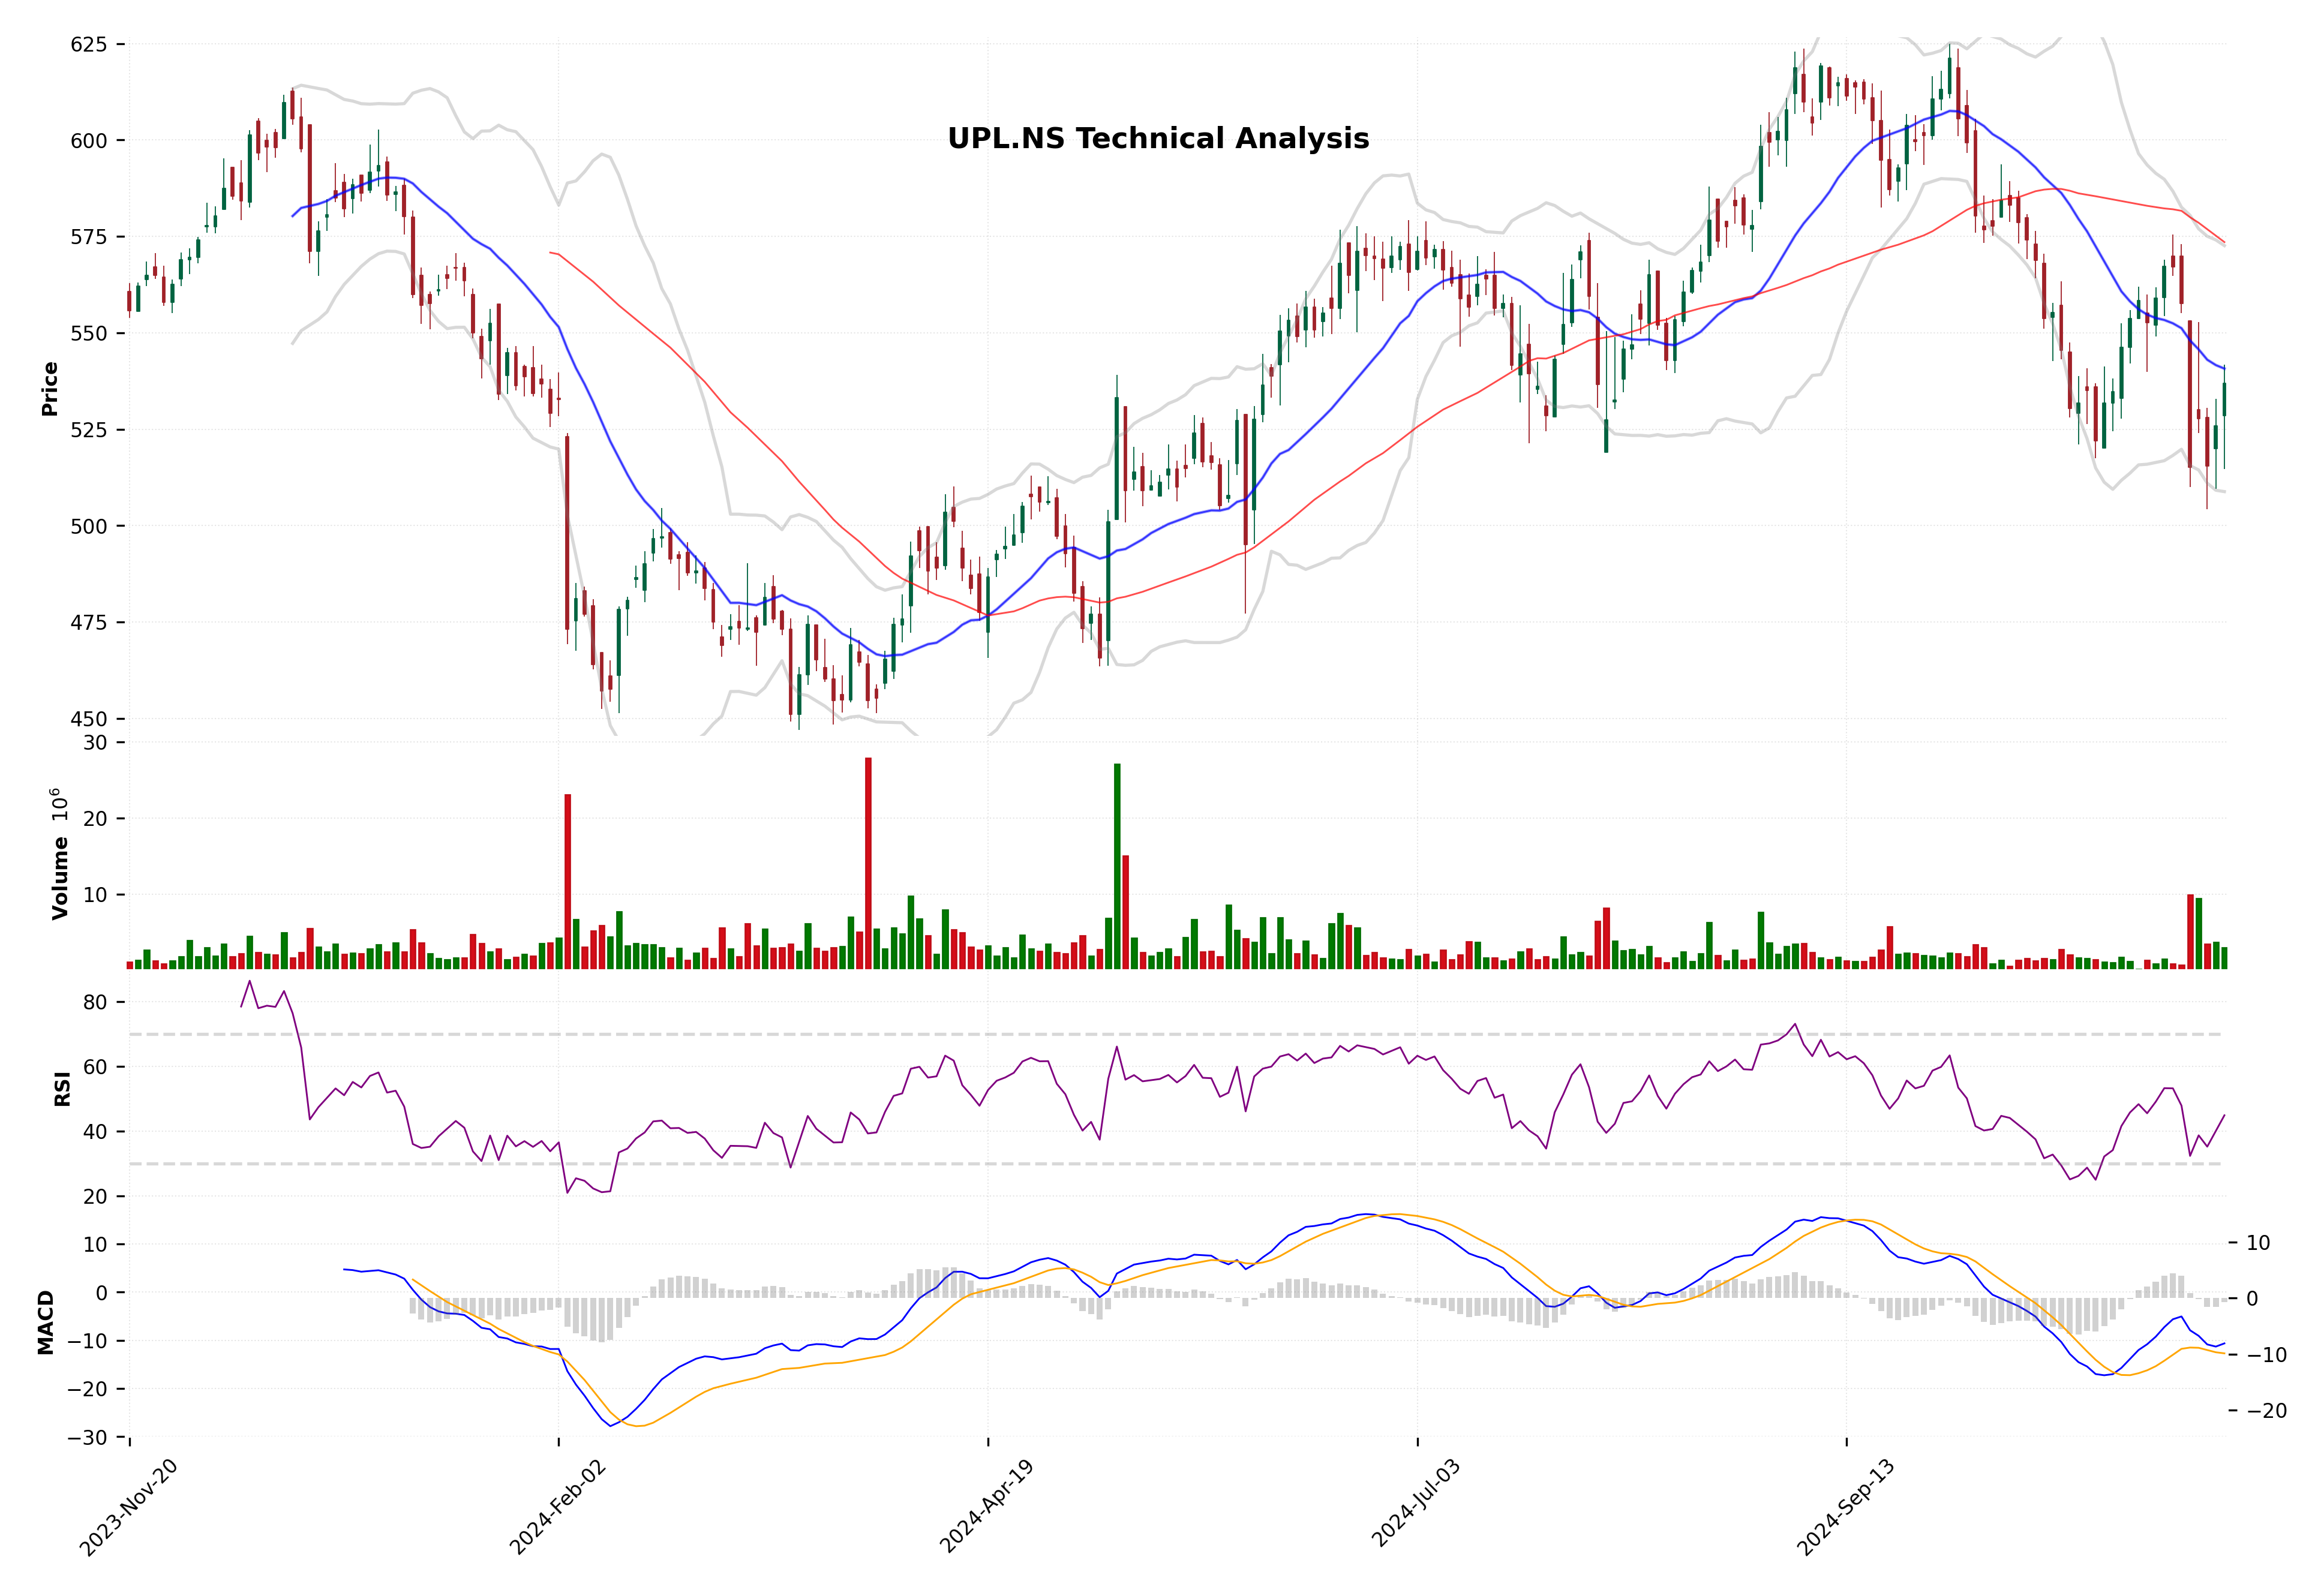 UPL.NS Technical Analysis
Price
625
600
575
550
525
500
475
450
Volume 10⁶
30
20
10
RSI
80
60
40
20
MACD
10
0
−10
−20
−30
10
0
−10
−20
2023-Nov-20
2024-Feb-02
2024-Apr-19
2024-Jul-03
2024-Sep-13